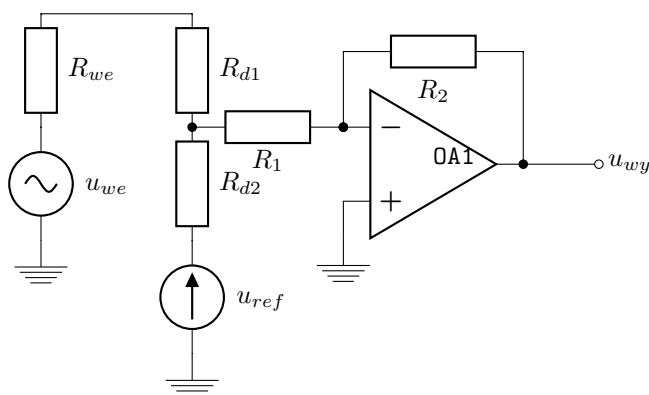 R_{we}
R_{d1}
R_2
R_1
OA1
u_{we}
R_{d2}
u_{wy}
u_{ref}